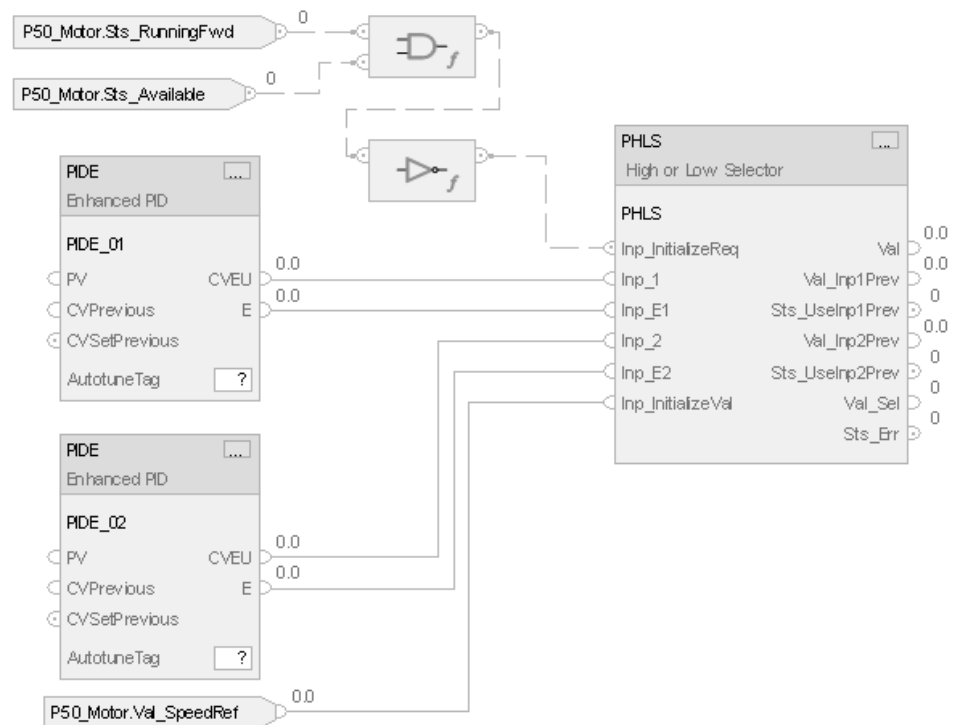 P50_Motor.Sts_RunningFwd
0
P50_Motor.Sts_Available
0
f
f
PIDE
...
Enhanced PID
PIDE_01
PV
CVEU
0.0
CVPrevious
E
0.0
CVSetPrevious
AutotuneTag
?
PIDE
...
Enhanced PID
PIDE_02
PV
CVEU
0.0
CVPrevious
E
0.0
CVSetPrevious
AutotuneTag
?
P50_Motor.Val_SpeedRef
0.0
PHLS
...
High or Low Selector
PHLS
Inp_InitializeReq
Val
0.0
Inp_1
Val_Inp1Prev
0.0
Inp_E1
Sts_UseInp1Prev
0
Inp_2
Val_Inp2Prev
0.0
Inp_E2
Sts_UseInp2Prev
0
Inp_InitializeVal
Val_Sel
0
Sts_Err
0